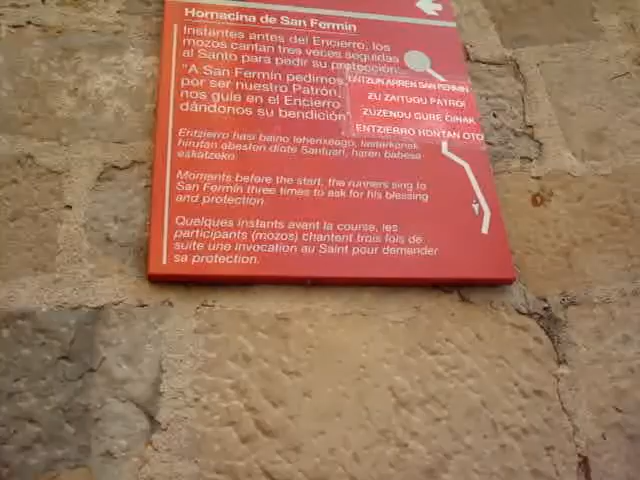 Hornacina de San Fermín
Instantes antes del Encierro, los
mozos cantan tres veces seguidas
al Santo para pedir su protección.
"A San Fermín pedimos,
por ser nuestro Patrón,
nos guíe en el Encierro
dándonos su bendición"
ENTZUN ARREN SAN FERMIN
ZU ZAITUGU PATROI
ZUZENDU GURE OINAK
ENTZIERRO HONTAN OTOI
Entzierro hasi baino lehenxeago, lasterkariek
hirutan abesten diote Santuari, haren babesa
eskatzeko.
Moments before the start, the runners sing to
San Fermín three times to ask for his blessing
and protection.
Quelques instants avant la course, les
participants (mozos) chantent trois fois de
suite une invocation au Saint pour demander
sa protection.